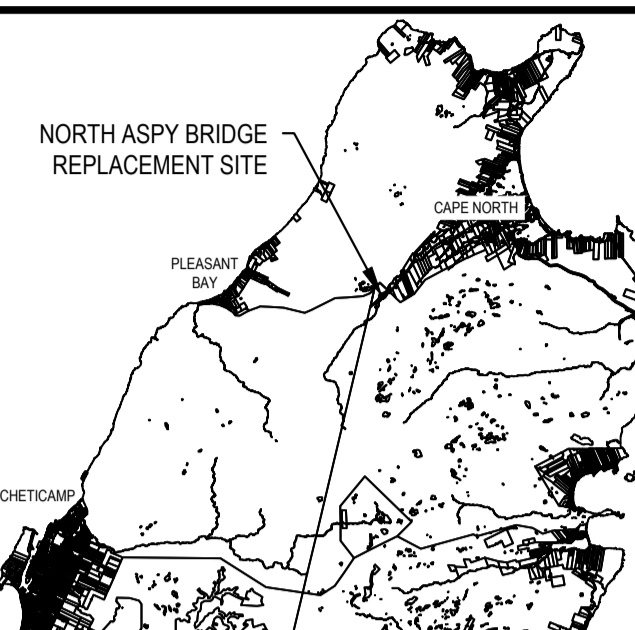 NORTH ASPY BRIDGE
REPLACEMENT SITE
CAPE NORTH
PLEASANT
BAY
CHETICAMP